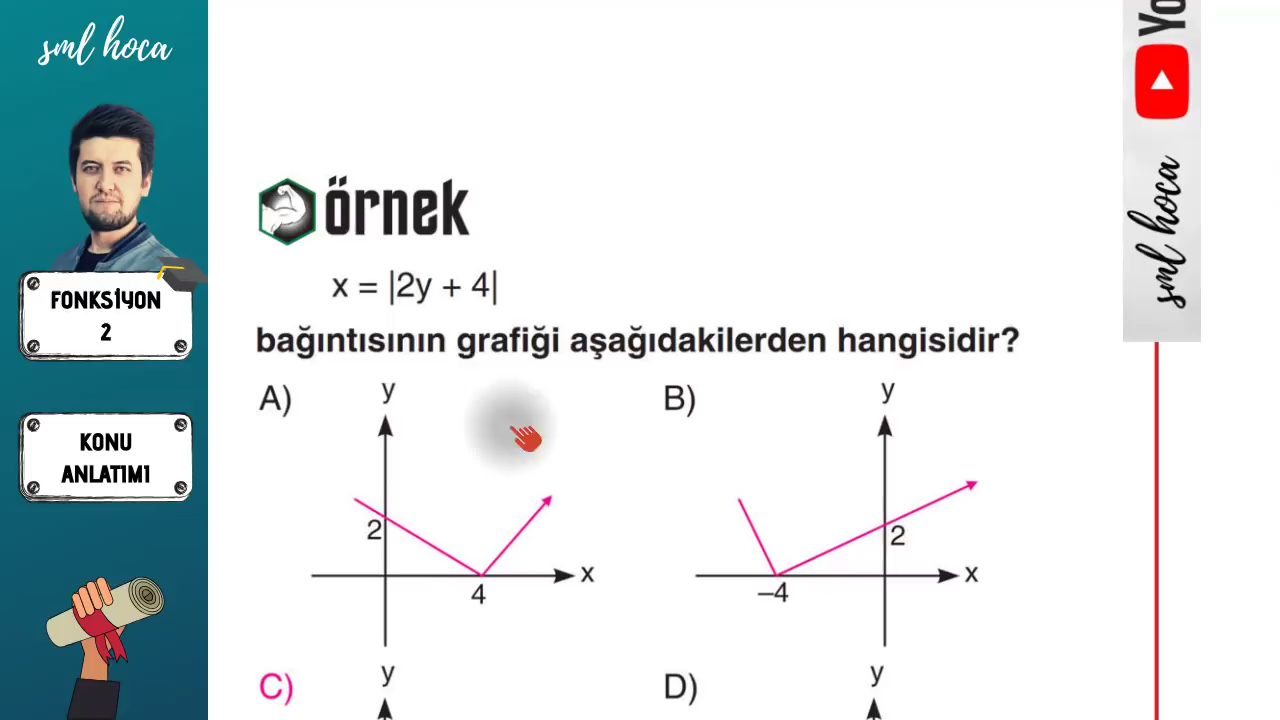 sml hoca
FONKSİYON
2
KONU
ANLATIMI
örnek
x = |2y + 4|
bağıntısının grafiği aşağıdakilerden hangisidir?
A)
y
2
4
x
B)
y
2
–4
x
C)
y
D)
y
sml hoca
Yo